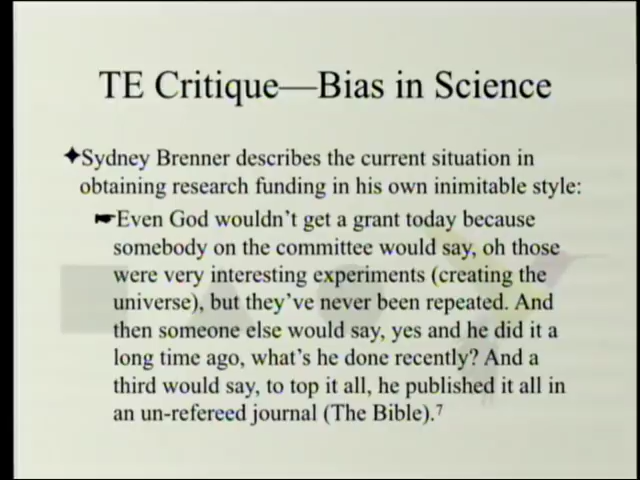 TE Critique—Bias in Science
✦Sydney Brenner describes the current situation in
obtaining research funding in his own inimitable style:
☛Even God wouldn't get a grant today because
somebody on the committee would say, oh those
were very interesting experiments (creating the
universe), but they've never been repeated. And
then someone else would say, yes and he did it a
long time ago, what's he done recently? And a
third would say, to top it all, he published it all in
an un-refereed journal (The Bible).⁷